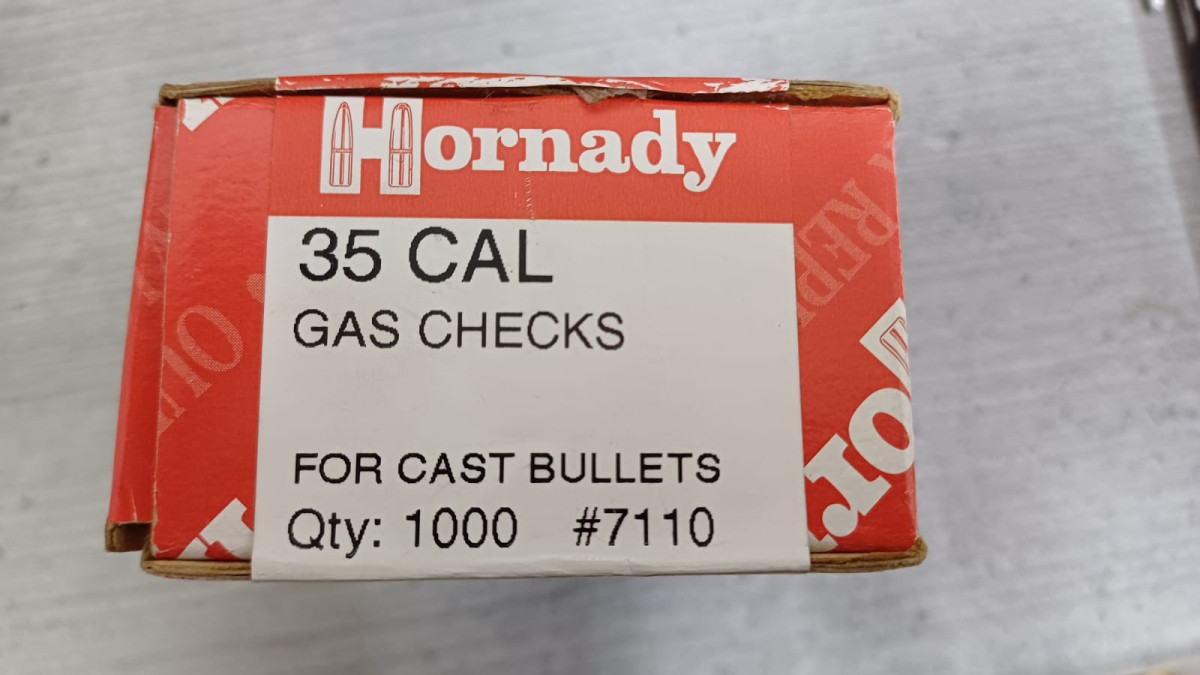 Hornady
35 CAL
GAS CHECKS
FOR CAST BULLETS
Qty: 1000 #7110